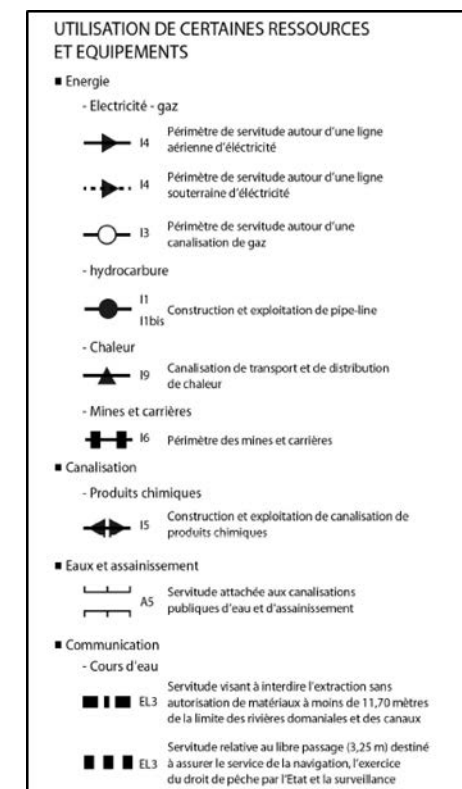 UTILISATION DE CERTAINES RESSOURCES
ET EQUIPEMENTS
■ Energie
- Electricité - gaz
I4 Périmètre de servitude autour d'une ligne
aérienne d'éléctricité
I4 Périmètre de servitude autour d'une ligne
souterraine d'éléctricité
I3 Périmètre de servitude autour d'une
canalisation de gaz
- hydrocarbure
I1
I1bis Construction et exploitation de pipe-line
- Chaleur
I9 Canalisation de transport et de distribution
de chaleur
- Mines et carrières
I6 Périmètre des mines et carrières
■ Canalisation
- Produits chimiques
I5 Construction et exploitation de canalisation de
produits chimiques
■ Eaux et assainissement
A5 Servitude attachée aux canalisations
publiques d'eau et d'assainissement
■ Communication
- Cours d'eau
Servitude visant à interdire l'extraction sans
EL3 autorisation de matériaux à moins de 11,70 mètres
de la limite des rivières domaniales et des canaux
Servitude relative au libre passage (3,25 m) destiné
EL3 à assurer le service de la navigation, l'exercice
du droit de pêche par l'Etat et la surveillance